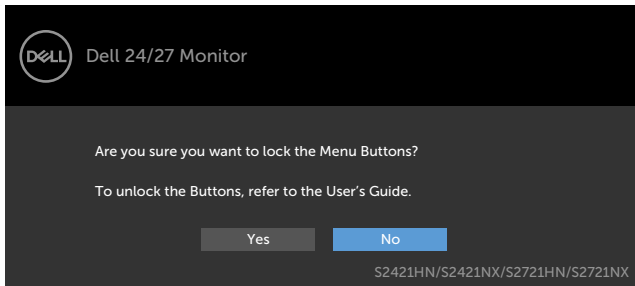 DELL
Dell 24/27 Monitor
Are you sure you want to lock the Menu Buttons?
To unlock the Buttons, refer to the User's Guide.
Yes No
S2421HN/S2421NX/S2721HN/S2721NX